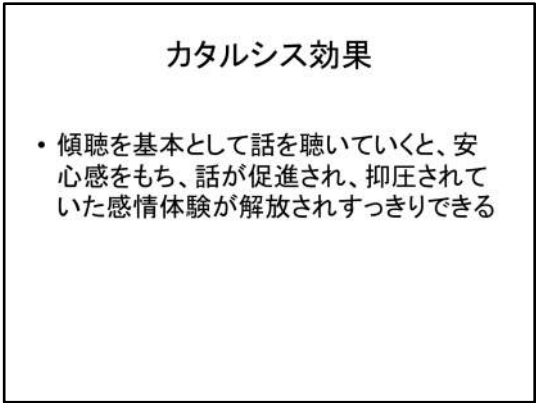 カタルシス効果
• 傾聴を基本として話を聴いていくと、安
心感をもち、話が促進され、抑圧されて
いた感情体験が解放されすっきりできる